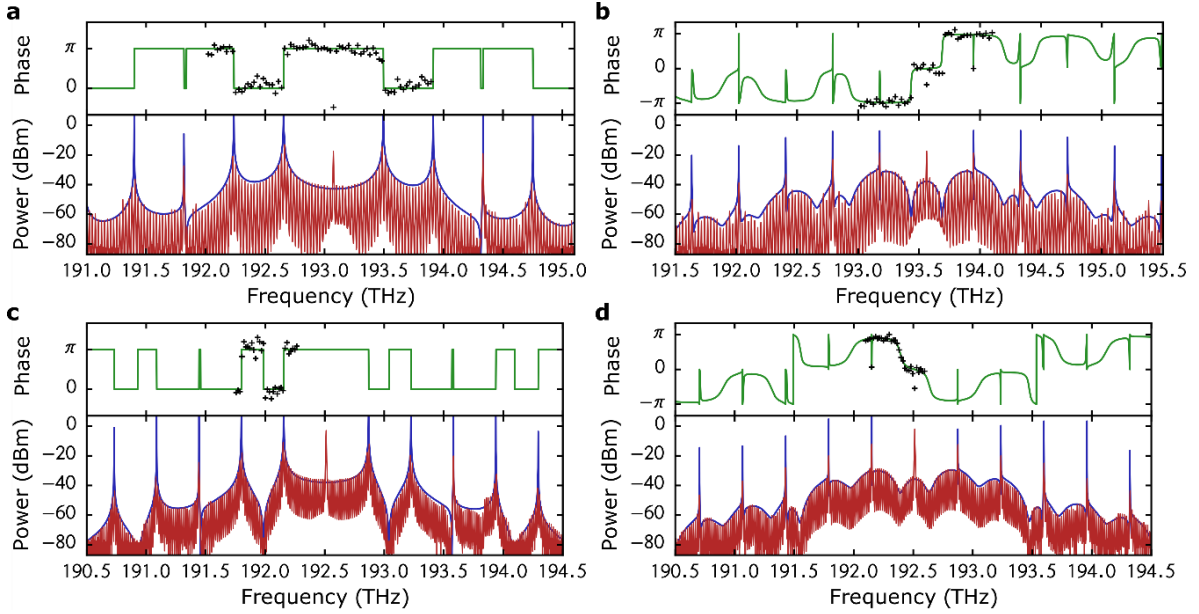 a
b
Phase
π
0
Phase
π
0
−π
Power (dBm)
0
−20
−40
−60
−80
Power (dBm)
0
−20
−40
−60
−80
191.0 191.5 192.0 192.5 193.0 193.5 194.0 194.5 195.0
191.5 192.0 192.5 193.0 193.5 194.0 194.5 195.0 195.5
Frequency (THz)
Frequency (THz)
c
d
Phase
π
0
Phase
π
0
−π
Power (dBm)
0
−20
−40
−60
−80
Power (dBm)
0
−20
−40
−60
−80
190.5 191.0 191.5 192.0 192.5 193.0 193.5 194.0 194.5
190.5 191.0 191.5 192.0 192.5 193.0 193.5 194.0 194.5
Frequency (THz)
Frequency (THz)